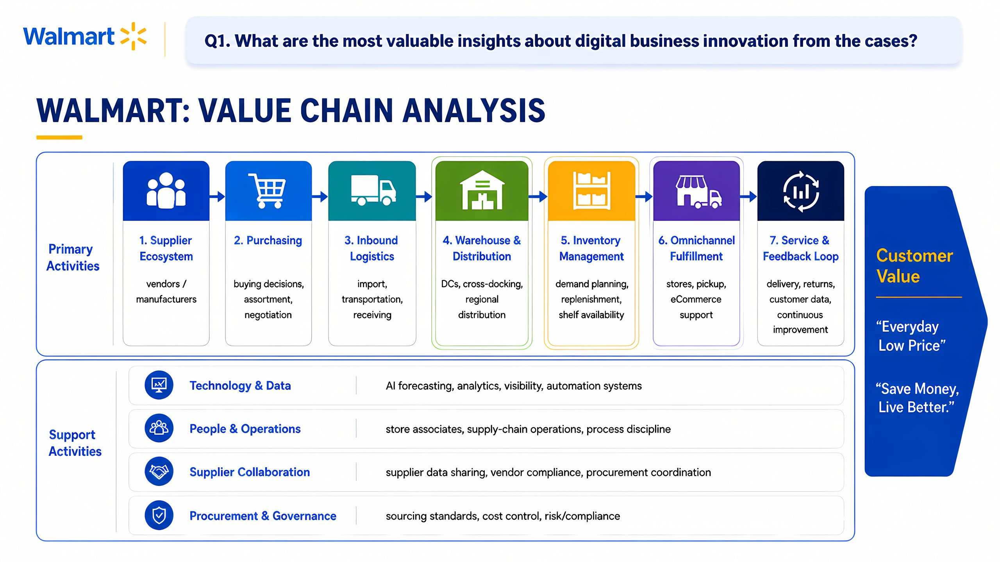 Walmart
Q1. What are the most valuable insights about digital business innovation from the cases?
WALMART: VALUE CHAIN ANALYSIS
Primary
Activities
1. Supplier
Ecosystem
vendors /
manufacturers
2. Purchasing
buying decisions,
assortment,
negotiation
3. Inbound
Logistics
import,
transportation,
receiving
4. Warehouse &
Distribution
DCs, cross-docking,
regional
distribution
5. Inventory
Management
demand planning,
replenishment,
shelf availability
6. Omnichannel
Fulfillment
stores, pickup,
eCommerce
support
7. Service &
Feedback Loop
delivery, returns,
customer data,
continuous
improvement
Support
Activities
Technology & Data
AI forecasting, analytics, visibility, automation systems
People & Operations
store associates, supply-chain operations, process discipline
Supplier Collaboration
supplier data sharing, vendor compliance, procurement coordination
Procurement & Governance
sourcing standards, cost control, risk/compliance
Customer
Value
“Everyday
Low Price”
“Save Money,
Live Better.”